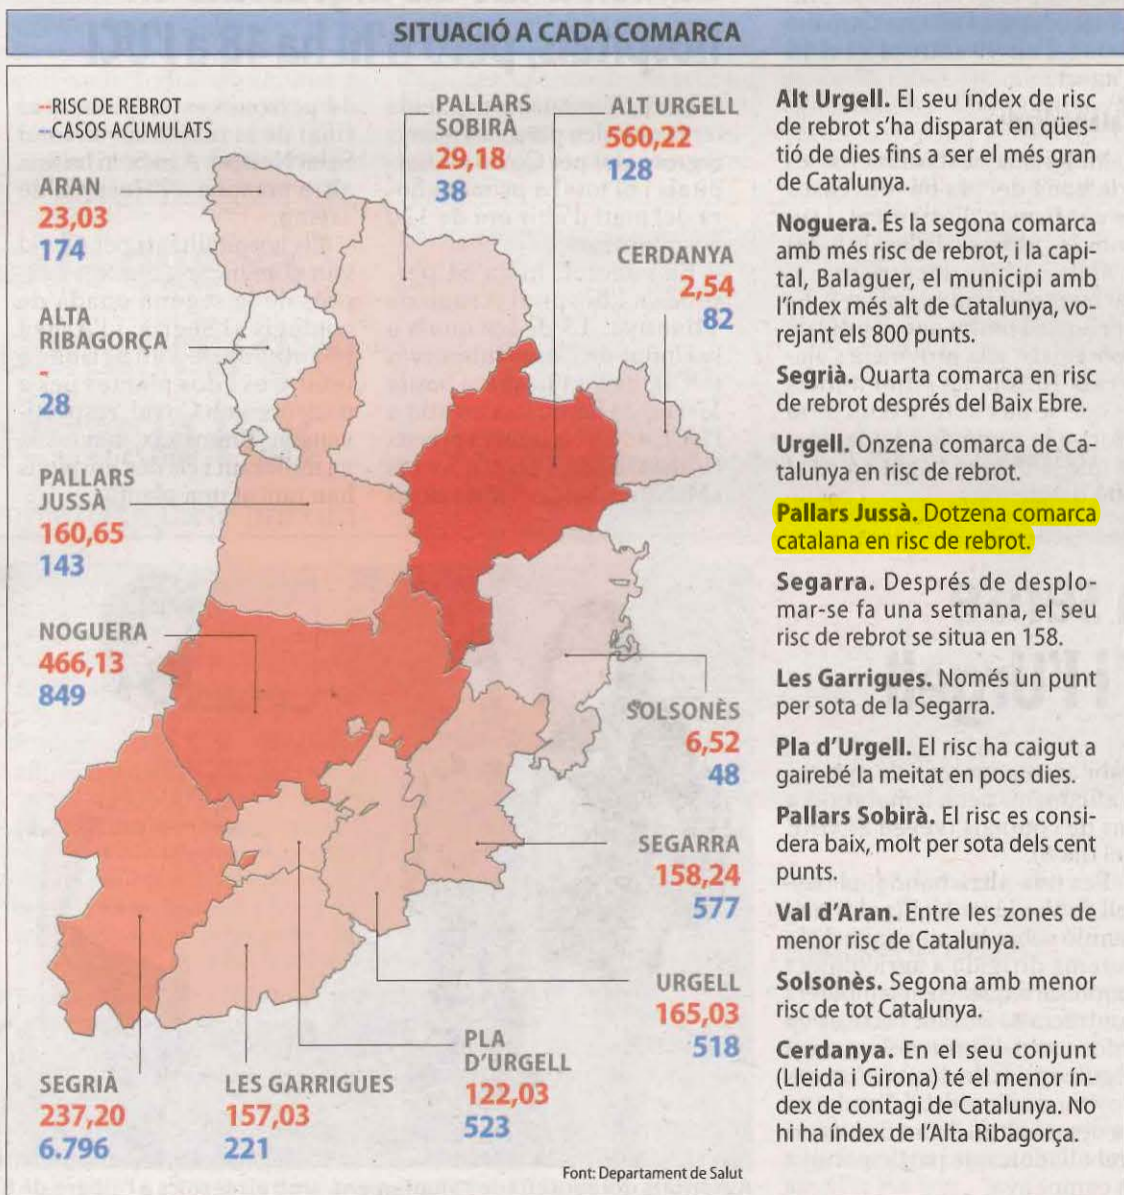 SITUACIÓ A CADA COMARCA
--RISC DE REBROT
--CASOS ACUMULATS
ARAN
23,03
174
ALTA
RIBAGORÇA
-
28
PALLARS
JUSSÀ
160,65
143
NOGUERA
466,13
849
SEGRIÀ
237,20
6.796
LES GARRIGUES
157,03
221
PLA
D'URGELL
122,03
523
PALLARS
SOBIRÀ
29,18
38
ALT URGELL
560,22
128
CERDANYA
2,54
82
SOLSONÈS
6,52
48
SEGARRA
158,24
577
URGELL
165,03
518
Font: Departament de Salut
Alt Urgell. El seu índex de risc
de rebrot s'ha disparat en qües-
tió de dies fins a ser el més gran
de Catalunya.
Noguera. És la segona comarca
amb més risc de rebrot, i la capi-
tal, Balaguer, el municipi amb
l'índex més alt de Catalunya, vo-
rejant els 800 punts.
Segrià. Quarta comarca en risc
de rebrot després del Baix Ebre.
Urgell. Onzena comarca de Ca-
talunya en risc de rebrot.
Pallars Jussà. Dotzena comarca
catalana en risc de rebrot.
Segarra. Després de desplo-
mar-se fa una setmana, el seu
risc de rebrot se situa en 158.
Les Garrigues. Només un punt
per sota de la Segarra.
Pla d'Urgell. El risc ha caigut a
gairebé la meitat en pocs dies.
Pallars Sobirà. El risc es consi-
dera baix, molt per sota dels cent
punts.
Val d'Aran. Entre les zones de
menor risc de Catalunya.
Solsonès. Segona amb menor
risc de tot Catalunya.
Cerdanya. En el seu conjunt
(Lleida i Girona) té el menor ín-
dex de contagi de Catalunya. No
hi ha índex de l'Alta Ribagorça.